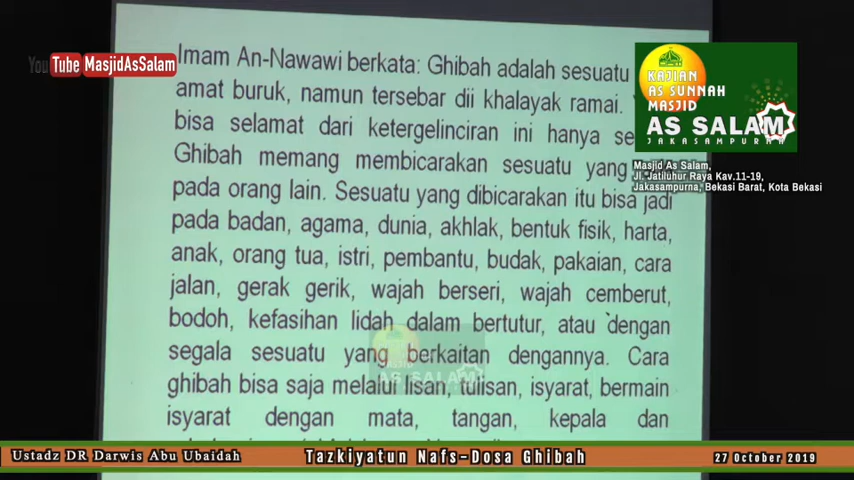 YouTube MasjidAsSalam
Imam An-Nawawi berkata: Ghibah adalah sesuatu
amat buruk, namun tersebar dii khalayak ramai.
bisa selamat dari ketergelinciran ini hanya
Ghibah memang membicarakan sesuatu yang
pada orang lain. Sesuatu yang dibicarakan itu bisa jadi
pada badan, agama, dunia, akhlak, bentuk fisik, harta,
anak, orang tua, istri, pembantu, budak, pakaian, cara
jalan, gerak gerik, wajah berseri, wajah cemberut,
bodoh, kefasihan lidah dalam bertutur, atau dengan
segala sesuatu yang berkaitan dengannya. Cara
ghibah bisa saja melalui lisan, tulisan, isyarat, bermain
isyarat dengan mata, tangan, kepala dan
KAJIAN
AS SUNNAH
MASJID
AS SALAM
JAKASAMPURNA
Masjid As Salam,
Jl. Jatiluhur Raya Kav.11-19,
Jakasampurna, Bekasi Barat, Kota Bekasi
MASJID
AS SALAM
Ustadz DR Darwis Abu Ubaidah
Tazkiyatun Nafs-Dosa Ghibah
27 October 2019